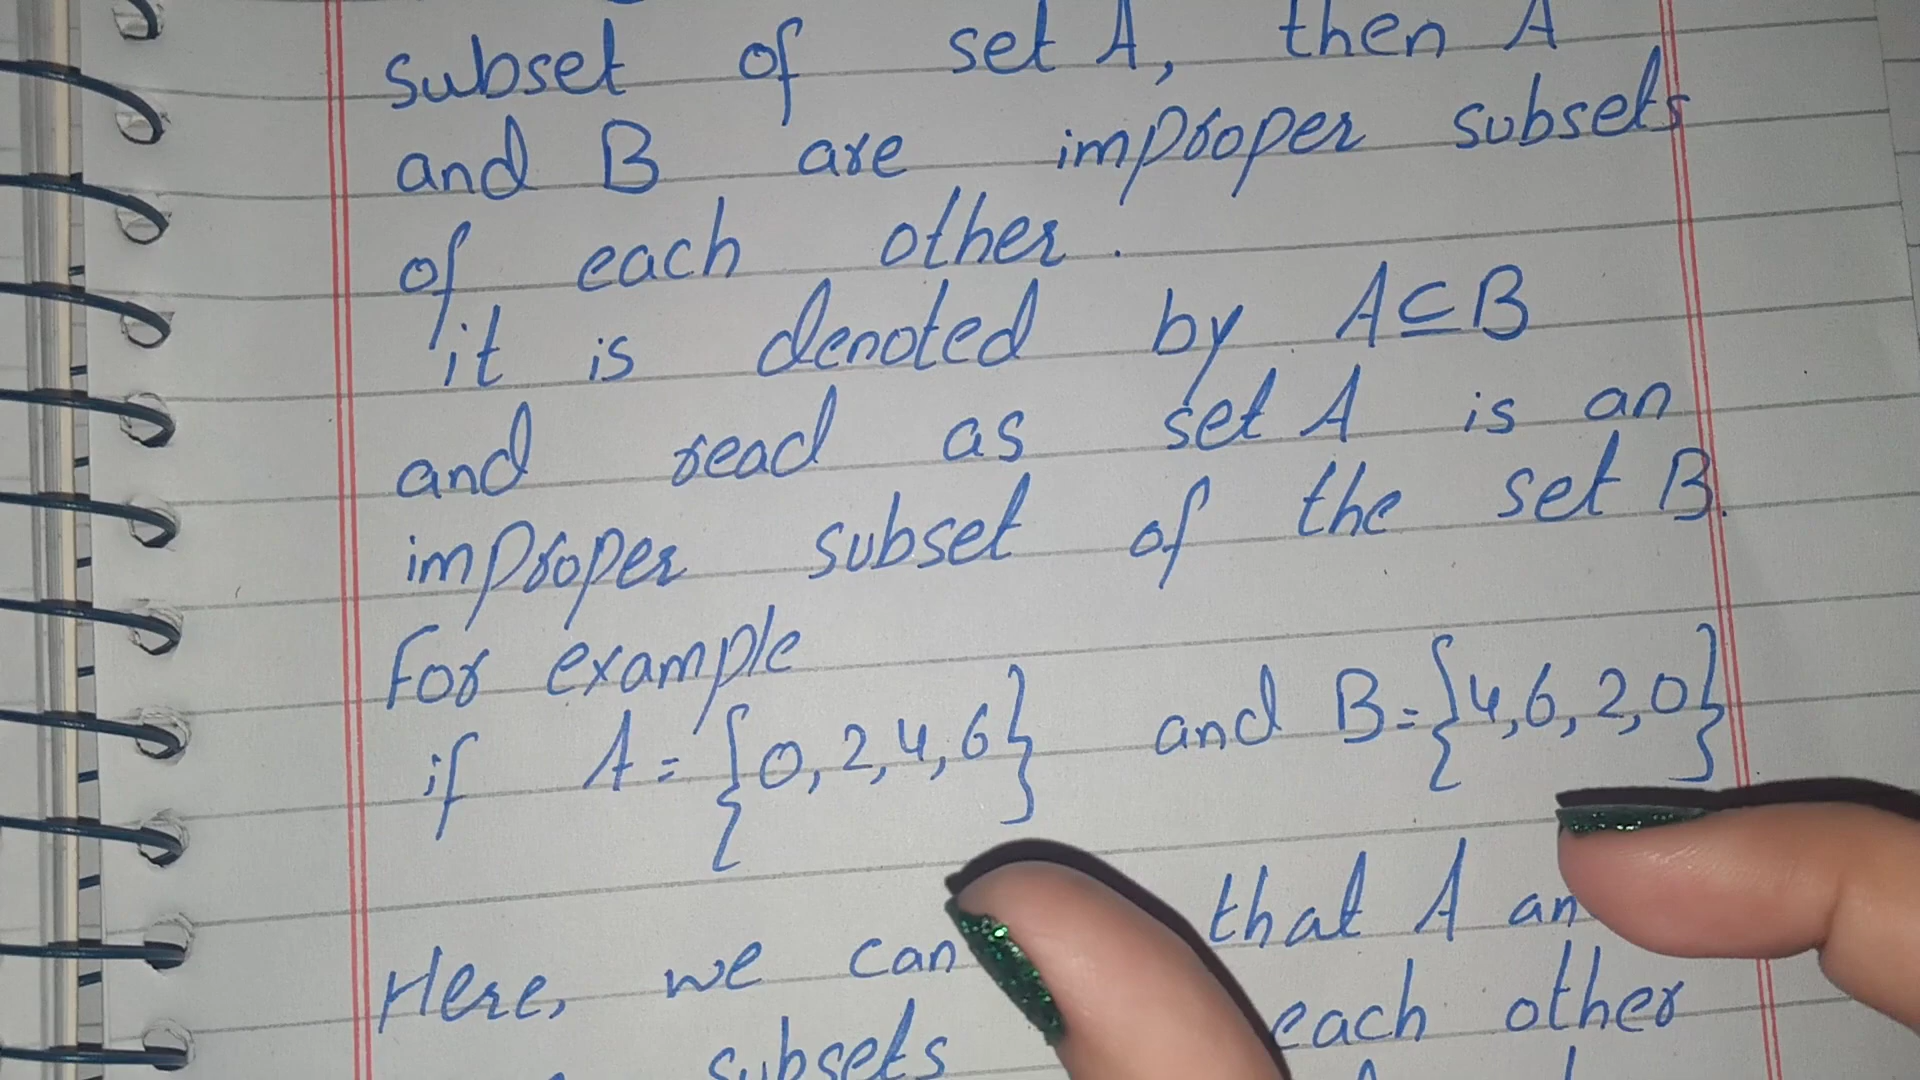 subset of set A, then A
and B are improper subsets
of each other.
it is denoted by A⊆B
and read as set A is an
improper subset of the set B.
For example
if A = {0, 2, 4, 6} and B = {4, 6, 2, 0}
Here, we can that A an
subsets each other